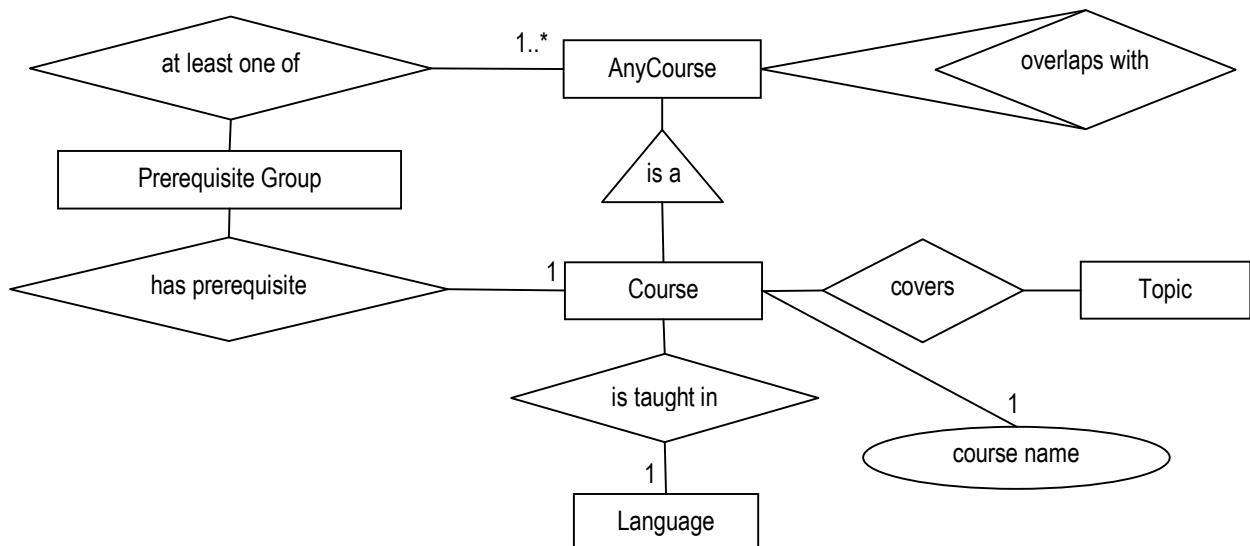 1..*
at least one of
AnyCourse
overlaps with
Prerequisite Group
is a
has prerequisite
1
Course
covers
Topic
is taught in
1
course name
1
Language